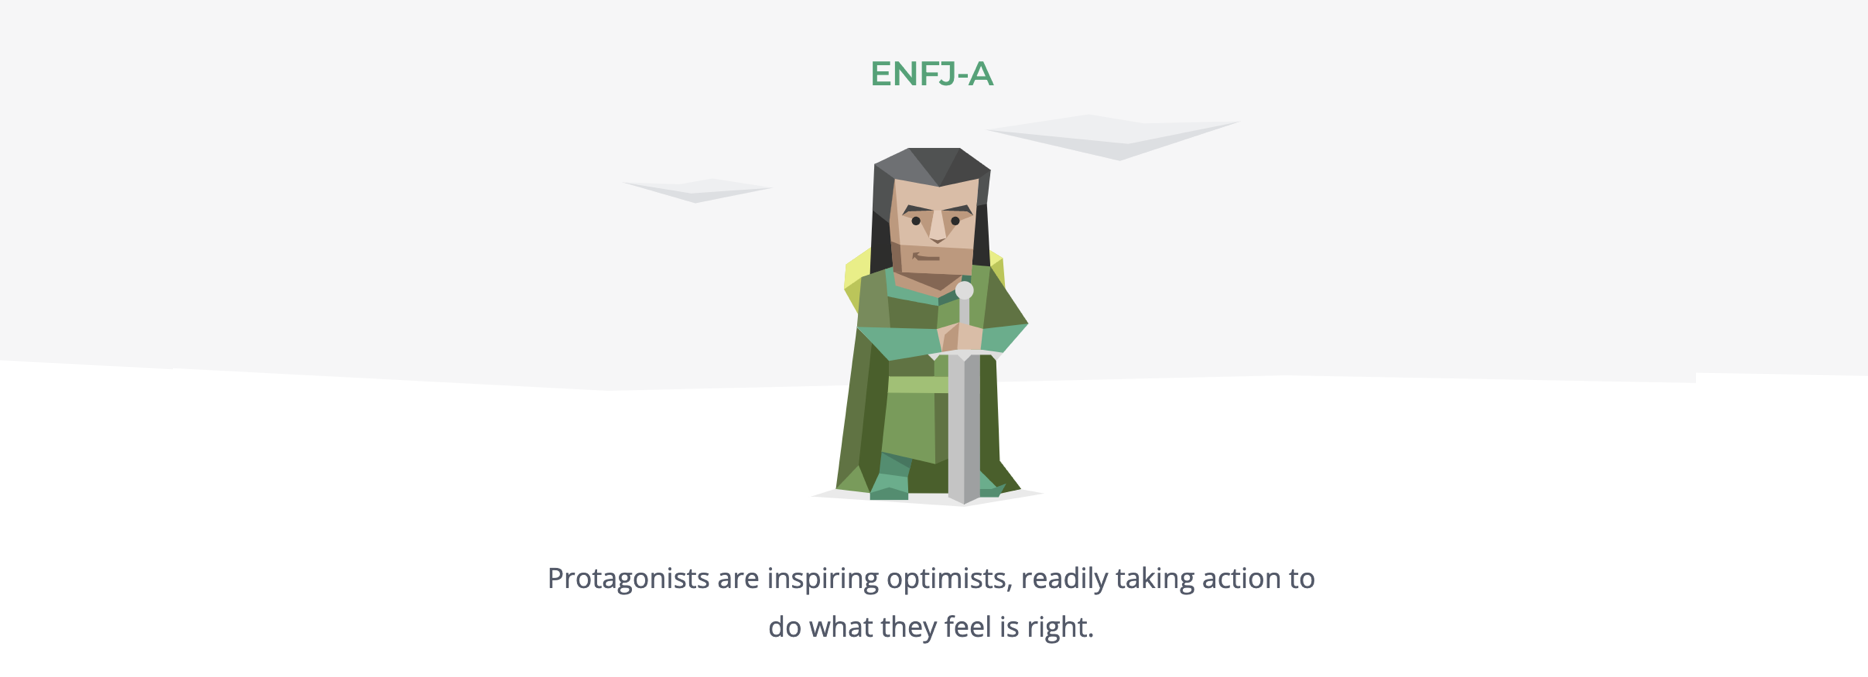 ENFJ-A
Protagonists are inspiring optimists, readily taking action to
do what they feel is right.